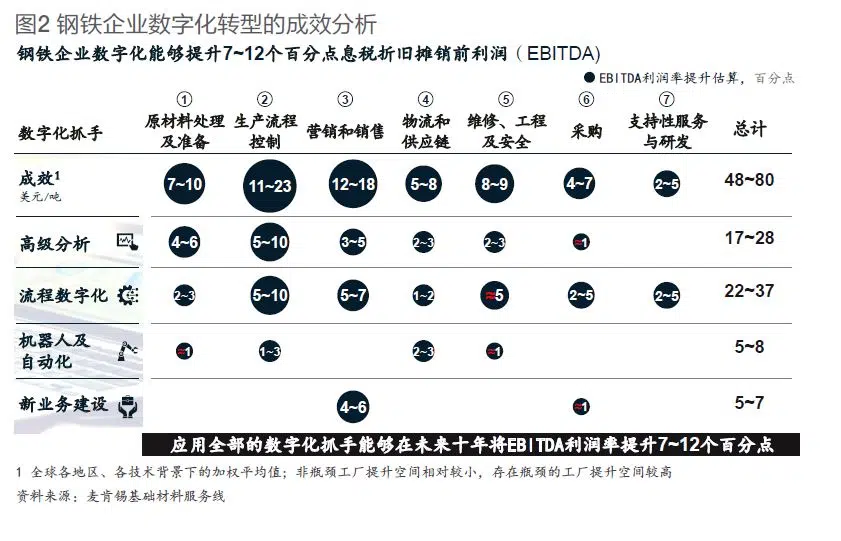 图2 钢铁企业数字化转型的成效分析
钢铁企业数字化能够提升7~12个百分点息税折旧摊销前利润（EBITDA)
●EBITDA利润率提升估算，百分点
① ② ③ ④ ⑤ ⑥ ⑦
数字化抓手 原材料处理及准备 生产流程控制 营销和销售 物流和供应链 维修、工程及安全 采购 支持性服务与研发 总计
成效1 7~10 11~23 12~18 5~8 8~9 4~7 2~5 48~80
美元/吨
高级分析 4~6 5~10 3~5 2~3 2~3 ≈1 17~28
流程数字化 2~3 5~10 5~7 1~2 ≈5 2~5 2~5 22~37
机器人及自动化 ≈1 1~3 2~3 ≈1 5~8
新业务建设 4~6 ≈1 5~7
应用全部的数字化抓手能够在未来十年将EBITDA利润率提升7~12个百分点
1 全球各地区、各技术背景下的加权平均值；非瓶颈工厂提升空间相对较小，存在瓶颈的工厂提升空间较高
资料来源：麦肯锡基础材料服务线